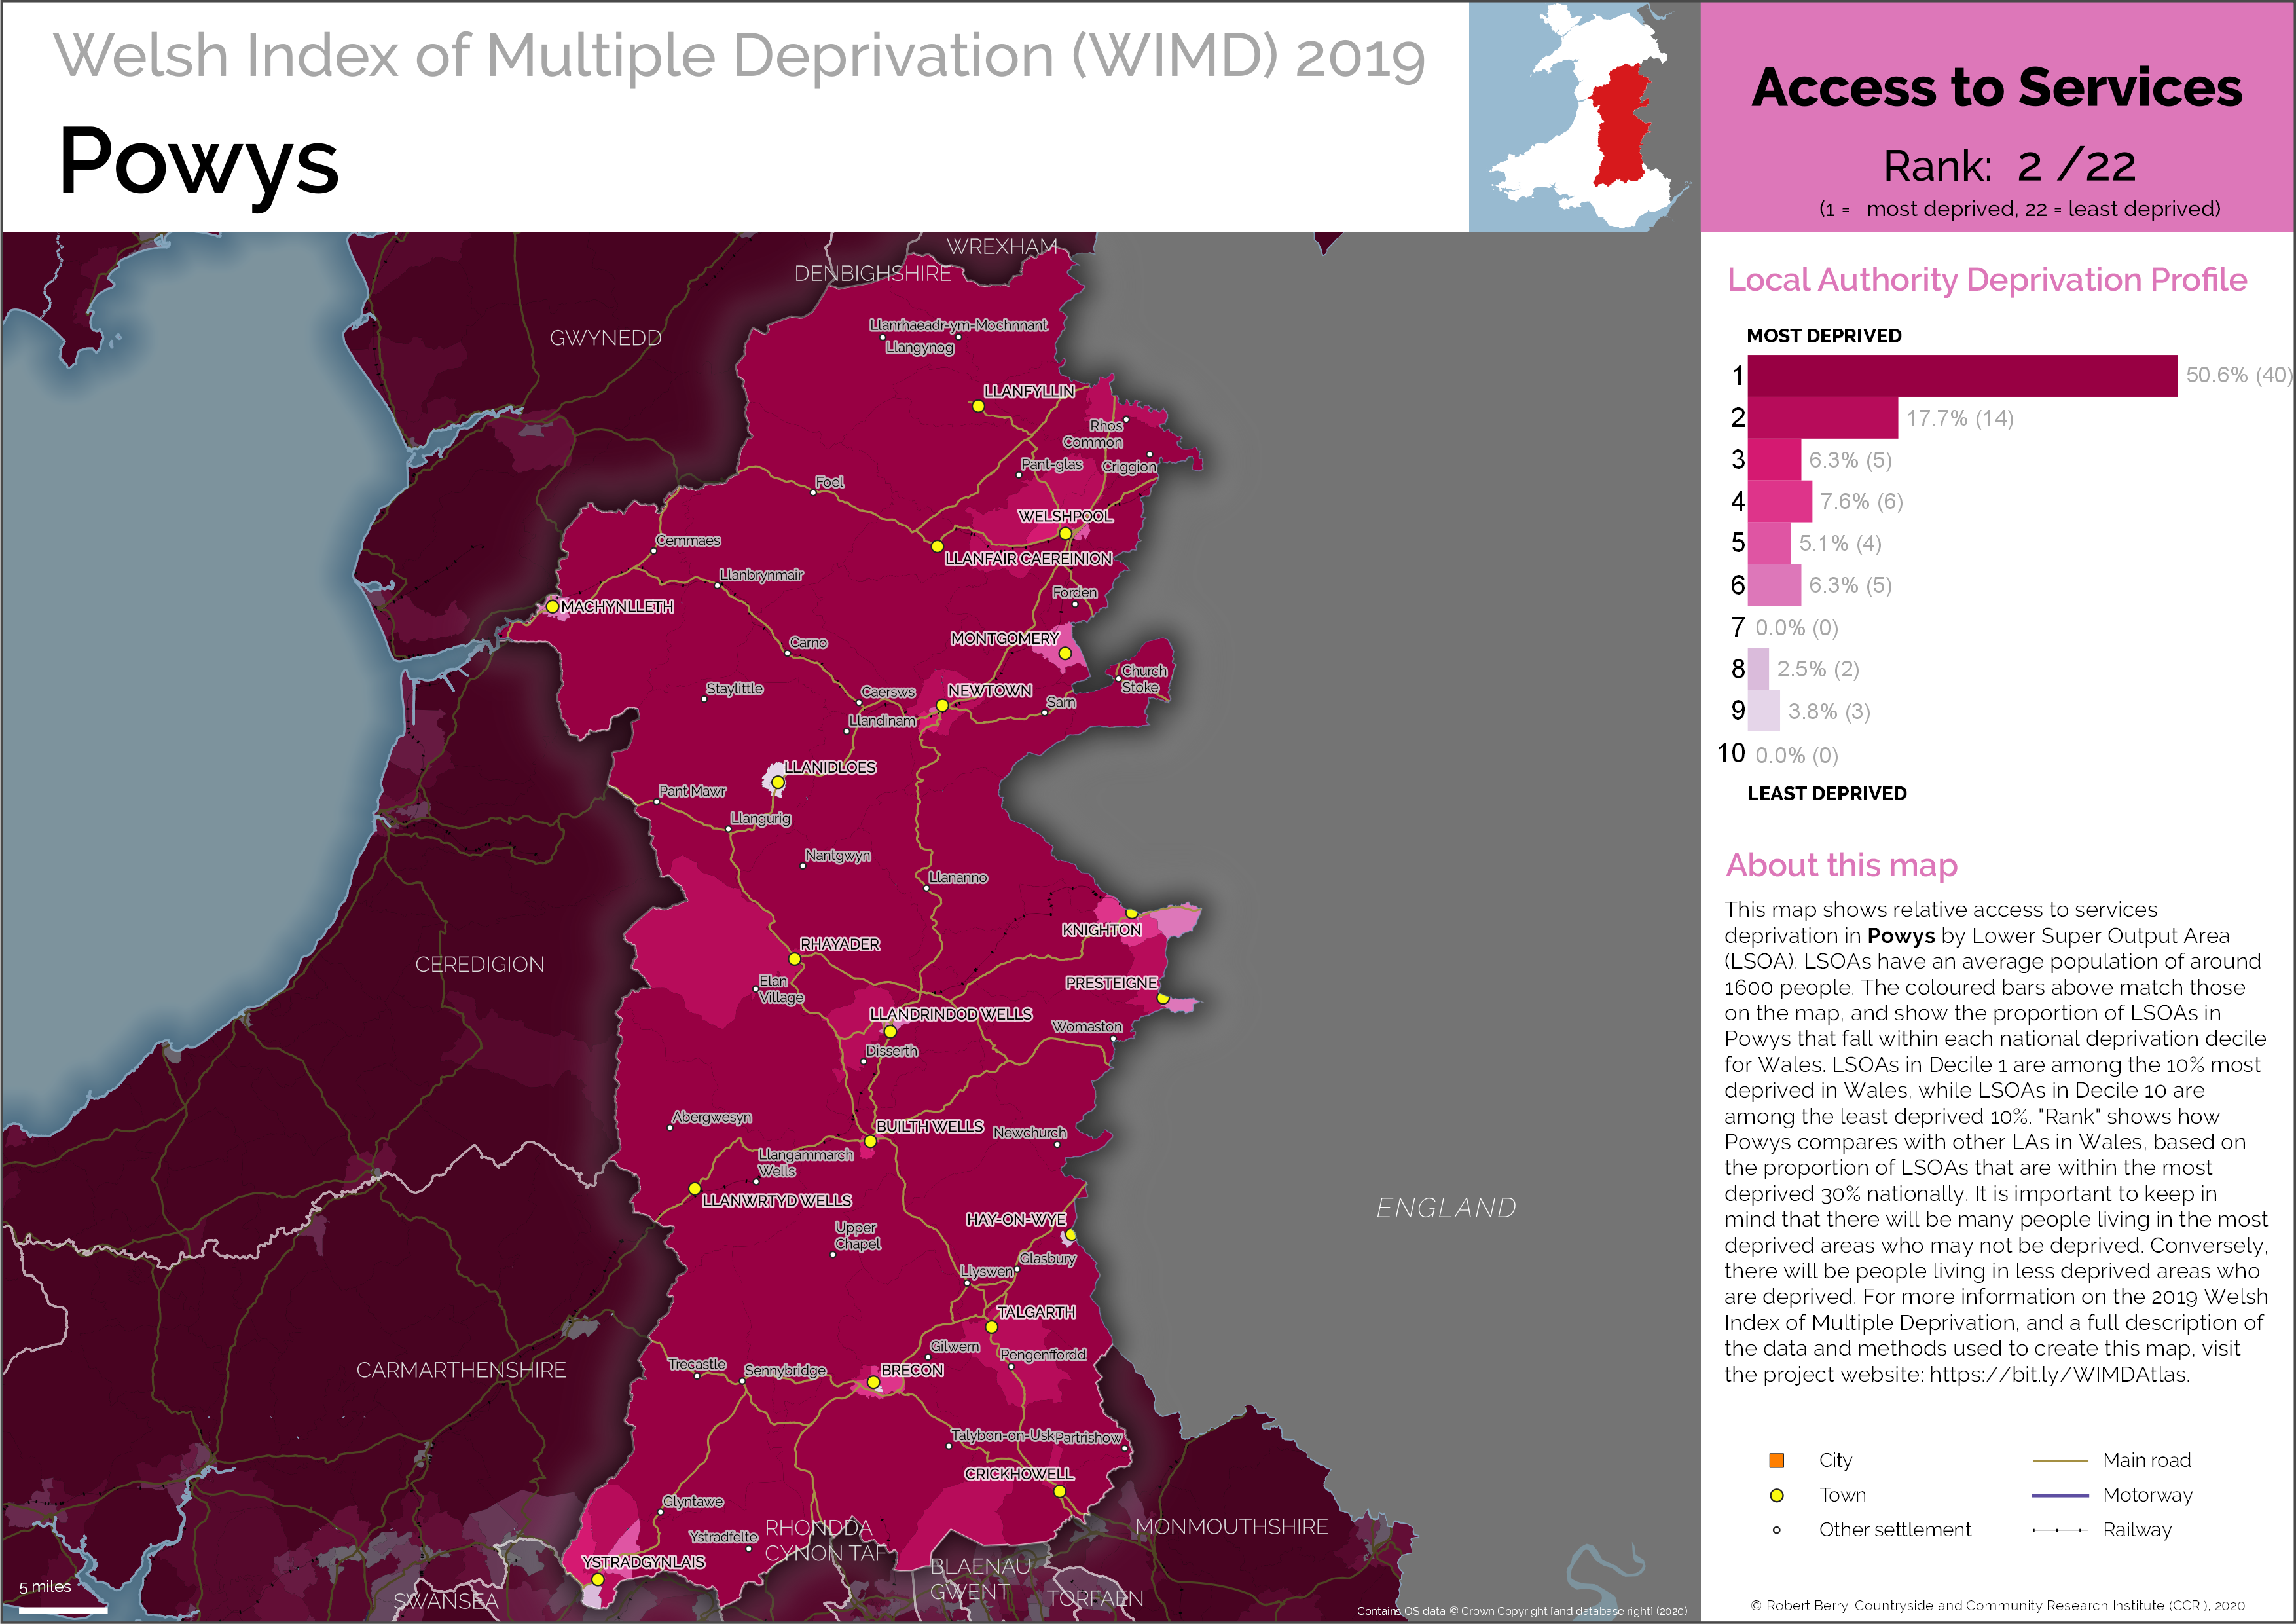 Welsh Index of Multiple Deprivation (WIMD) 2019
Powys
Access to Services
Rank: 2 /22
(1 = most deprived, 22 = least deprived)
Local Authority Deprivation Profile
MOST DEPRIVED
1 50.6% (40)
2 17.7% (14)
3 6.3% (5)
4 7.6% (6)
5 5.1% (4)
6 6.3% (5)
7 0.0% (0)
8 2.5% (2)
9 3.8% (3)
10 0.0% (0)
LEAST DEPRIVED
About this map
This map shows relative access to services
deprivation in Powys by Lower Super Output Area
(LSOA). LSOAs have an average population of around
1600 people. The coloured bars above match those
on the map, and show the proportion of LSOAs in
Powys that fall within each national deprivation decile
for Wales. LSOAs in Decile 1 are among the 10% most
deprived in Wales, while LSOAs in Decile 10 are
among the least deprived 10%. "Rank" shows how
Powys compares with other LAs in Wales, based on
the proportion of LSOAs that are within the most
deprived 30% nationally. It is important to keep in
mind that there will be many people living in the most
deprived areas who may not be deprived. Conversely,
there will be people living in less deprived areas who
are deprived. For more information on the 2019 Welsh
Index of Multiple Deprivation, and a full description of
the data and methods used to create this map, visit
the project website: https://bit.ly/WIMDAtlas.
City
Main road
Town
Motorway
Other settlement
Railway
© Robert Berry, Countryside and Community Research Institute (CCRI), 2020
WREXHAM
DENBIGHSHIRE
GWYNEDD
Llanrhaeadr-ym-Mochnnant
Llangynog
LLANFYLLIN
Rhos
Common
Pant-glas
Criggion
Foel
WELSHPOOL
Cemmaes
LLANFAIR CAEREINION
Llanbrynmair
Forden
MACHYNLLETH
MONTGOMERY
Carno
Church
Stoke
Staylittle
Caersws
NEWTOWN
Sarn
Llandinam
LLANIDLOES
Pant Mawr
Llangurig
Nantgwyn
Llananno
KNIGHTON
RHAYADER
CEREDIGION
Elan
Village
PRESTEIGNE
LLANDRINDOD WELLS
Womaston
Disserth
Abergwesyn
BUILTH WELLS
Newchurch
Llangammarch
Wells
LLANWRTYD WELLS
HAY-ON-WYE
ENGLAND
Upper
Chapel
Glasbury
Llyswen
TALGARTH
Gilwern
Pengenffordd
Trecastle
Sennybridge
BRECON
CARMARTHENSHIRE
Talybon-on-Usk
Partrishow
CRICKHOWELL
Glyntawe
Ystradfelte
RHONDDA
CYNON TAF
MONMOUTHSHIRE
YSTRADGYNLAIS
BLAENAU
GWENT
TORFAEN
SWANSEA
5 miles
Contains OS data © Crown Copyright [and database right] (2020)